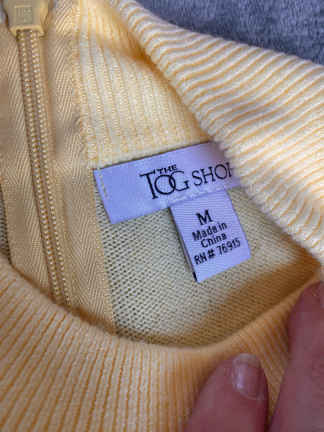 THE
TOG SHOP
M
Made in
China
RN# 76915